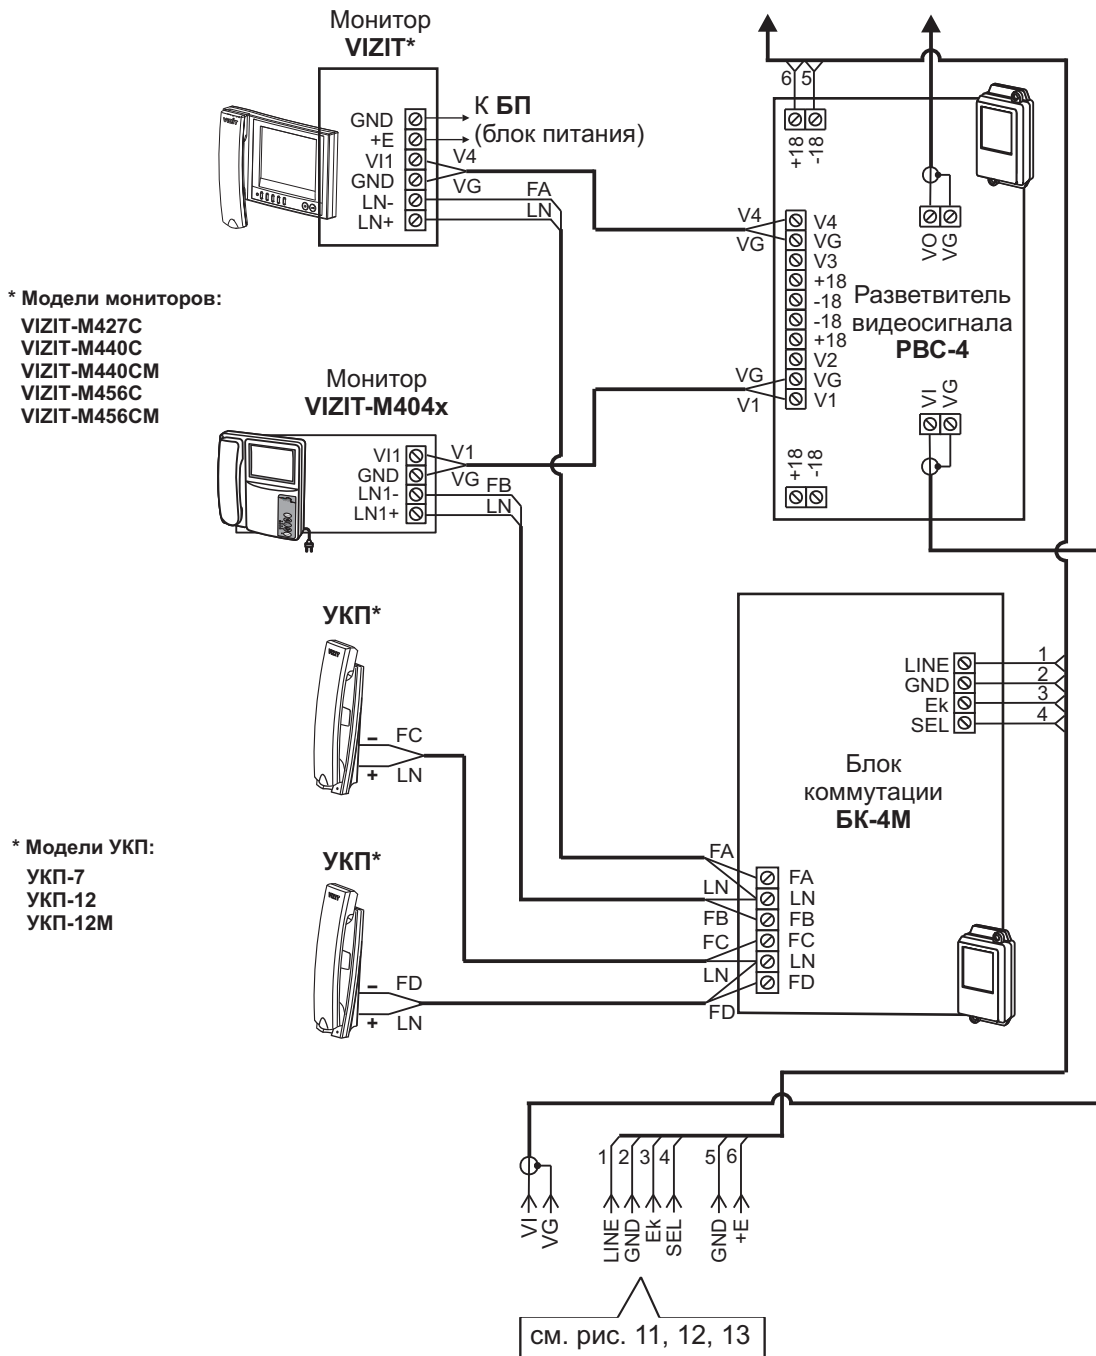 Монитор
VIZIT*
GND
+E
VI1
GND
LN-
LN+
К БП
(блок питания)
V4
VG
FA
LN
6
5
+18
-18
VO
VG
V4
VG
V4
VG
V3
+18
-18
-18
+18
V2
VG
V1
VG
V1
Разветвитель
видеосигнала
РВС-4
VI
VG
+18
-18
* Модели мониторов:
VIZIT-M427C
VIZIT-M440C
VIZIT-M440CM
VIZIT-M456C
VIZIT-M456CM
Монитор
VIZIT-M404x
VI1
GND
LN1-
LN1+
V1
VG
FB
LN
УКП*
VIZIT
– FC
+ LN
LINE
GND
Ek
SEL
1
2
3
4
Блок
коммутации
БК-4М
* Модели УКП:
УКП-7
УКП-12
УКП-12М
УКП*
VIZIT
– FD
+ LN
FA
LN
FB
FC
LN
FD
FA
LN
FB
FC
LN
FD
1
2
3
4
5
6
VI
VG
LINE
GND
Ek
SEL
GND
+E
см. рис. 11, 12, 13